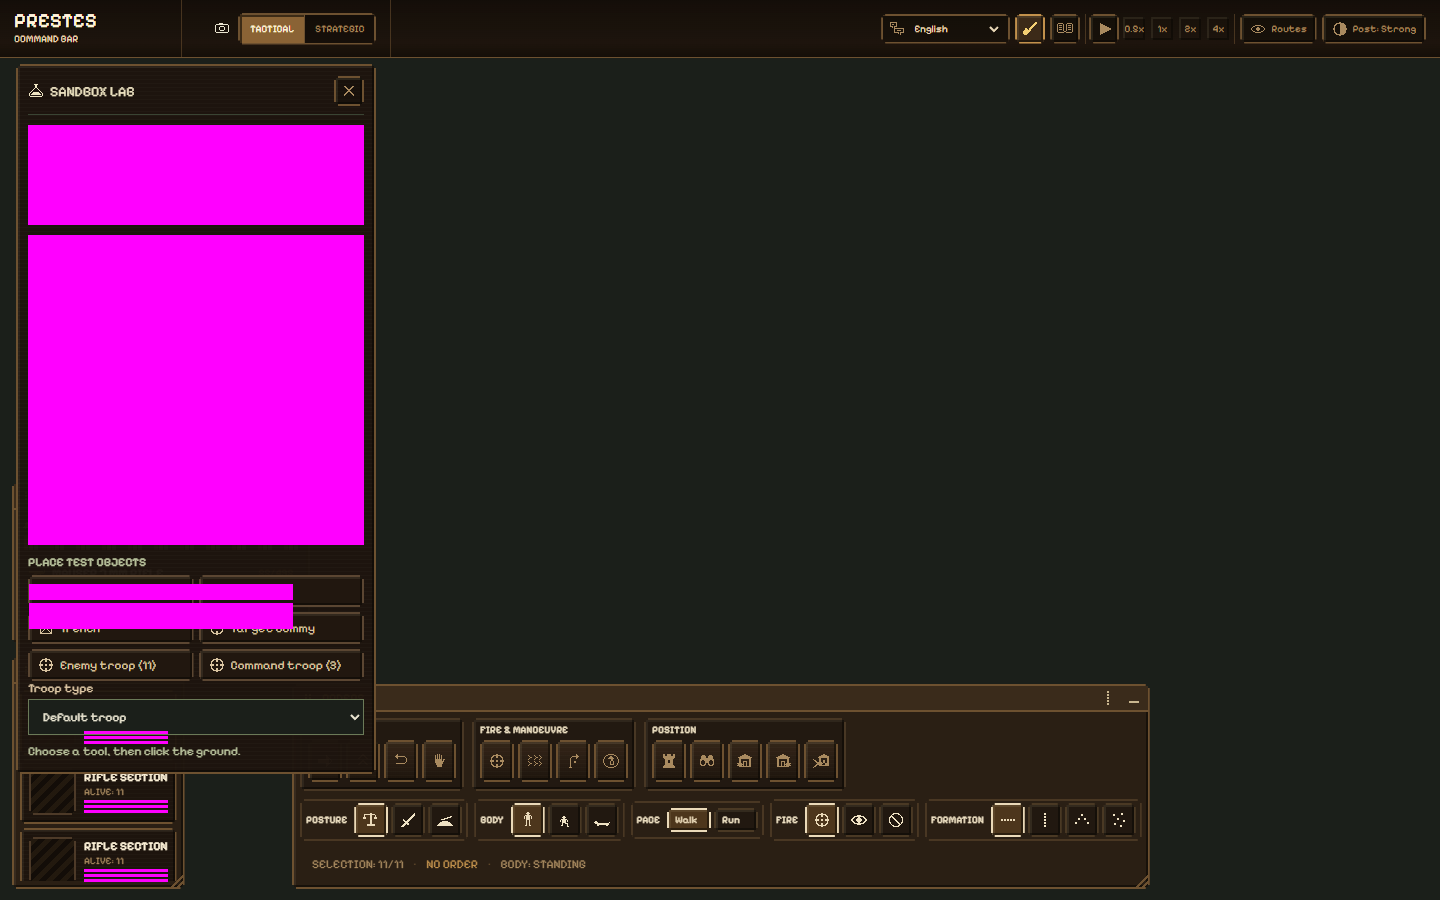 PRESTES
COMMAND BAR
TACTICAL
STRATEGIC
English
0.5x
1x
2x
4x
Routes
Post: Strong
SANDBOX LAB
PLACE TEST OBJECTS
Trench
Target dummy
Enemy troop (11)
Command troop (3)
Troop type
Default troop
Choose a tool, then click the ground.
RIFLE SECTION
ALIVE: 11
RIFLE SECTION
ALIVE: 11
FIRE & MANOEUVRE
POSITION
POSTURE
BODY
PACE
Walk
Run
FIRE
FORMATION
SELECTION: 11/11 · NO ORDER · BODY: STANDING